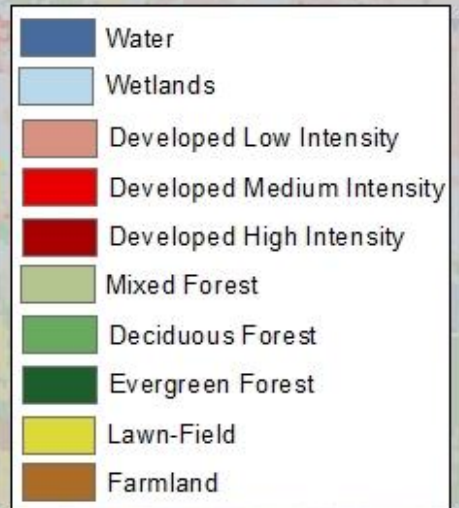 Water
Wetlands
Developed Low Intensity
Developed Medium Intensity
Developed High Intensity
Mixed Forest
Deciduous Forest
Evergreen Forest
Lawn-Field
Farmland